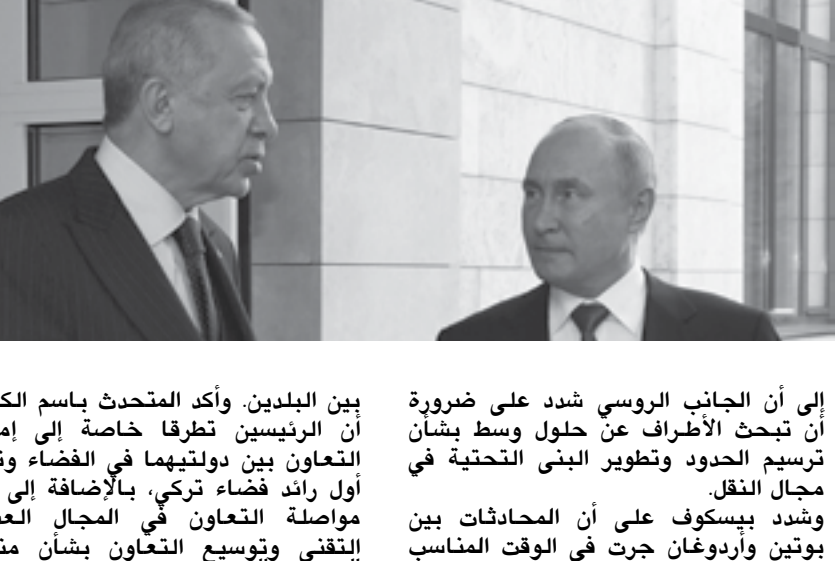 إلى أن الجانب الروسي شدد على ضرورة
أن تبحث الأطراف عن حلول وسط بشأن
ترسيم الحدود وتطوير البنى التحتية في
مجال النقل.
وشدد بيسكوف على أن المحادثات بين
بوتين وأردوغان جرت في الوقت المناسب
بين البلدين. وأكد المتحدث باسم
أن الرئيسين تطرقا خاصة إلى
التعاون بين دولتيهما في الفضاء
أول رائد فضاء تركي، بالإضافة إلى
مواصلة التعاون في المجال
التقني وتوسيع التعاون بشأن